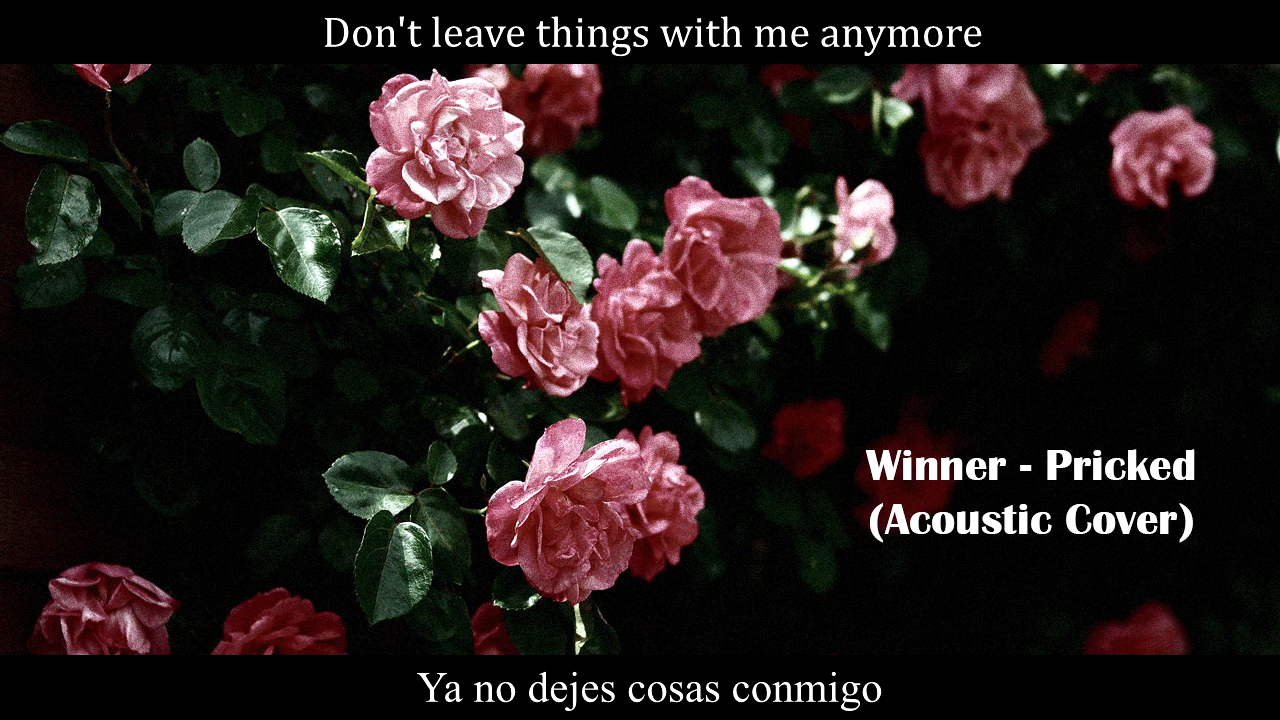 Don't leave things with me anymore
Winner - Pricked
(Acoustic Cover)
Ya no dejes cosas conmigo